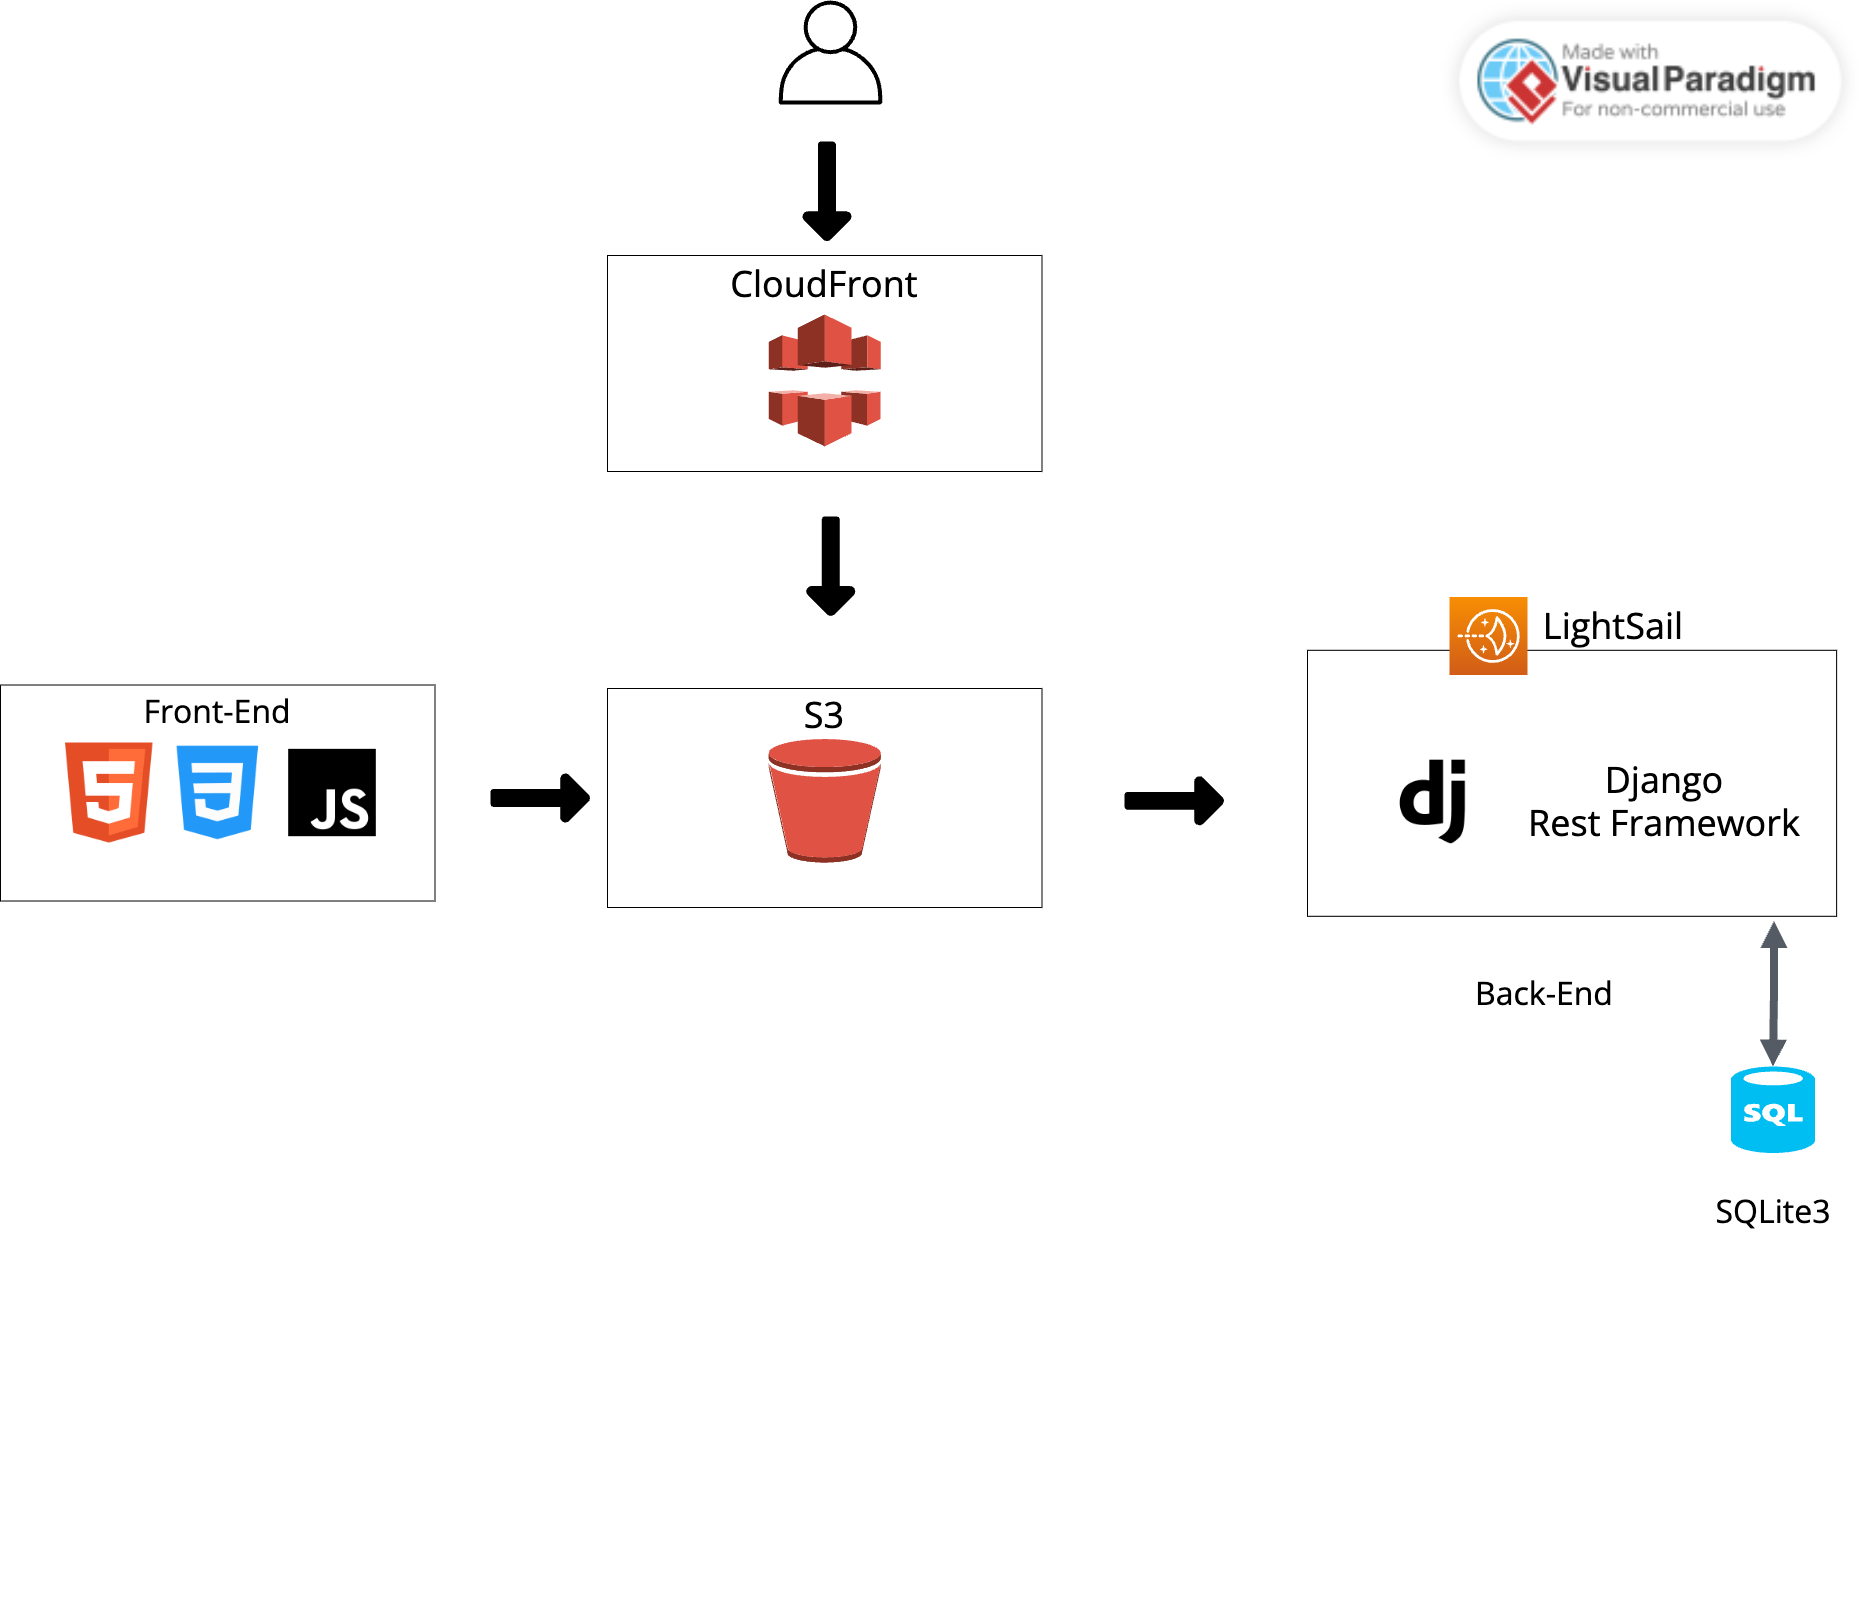 Made with
Visual Paradigm
For non-commercial use
CloudFront
LightSail
Front-End
JS
S3
Django
Rest Framework
Back-End
SQL
SQLite3